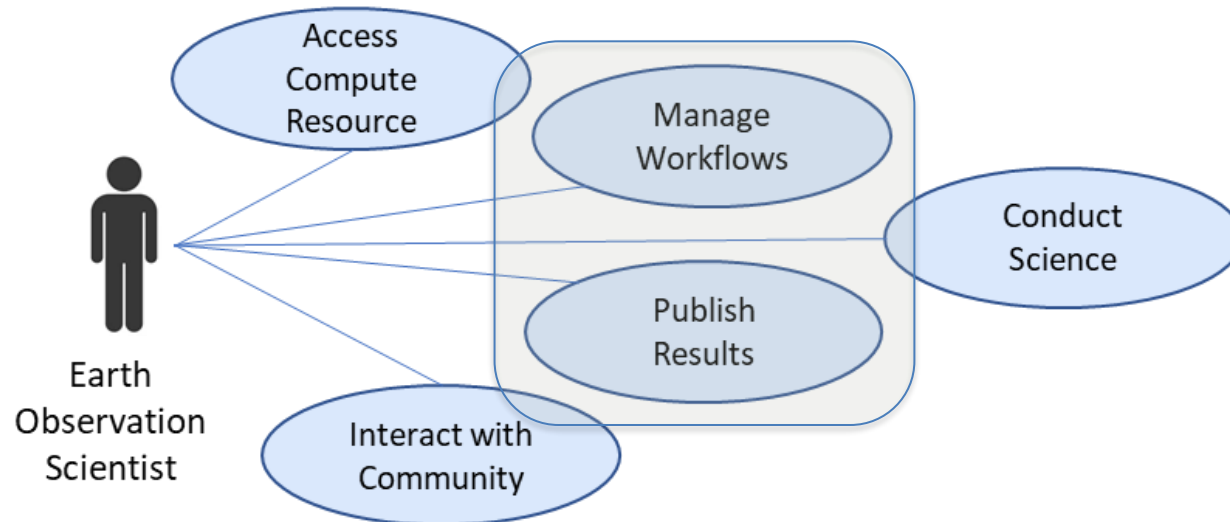 Access
Compute
Resource
Manage
Workflows
Conduct
Science
Publish
Results
Earth
Observation
Scientist
Interact with
Community